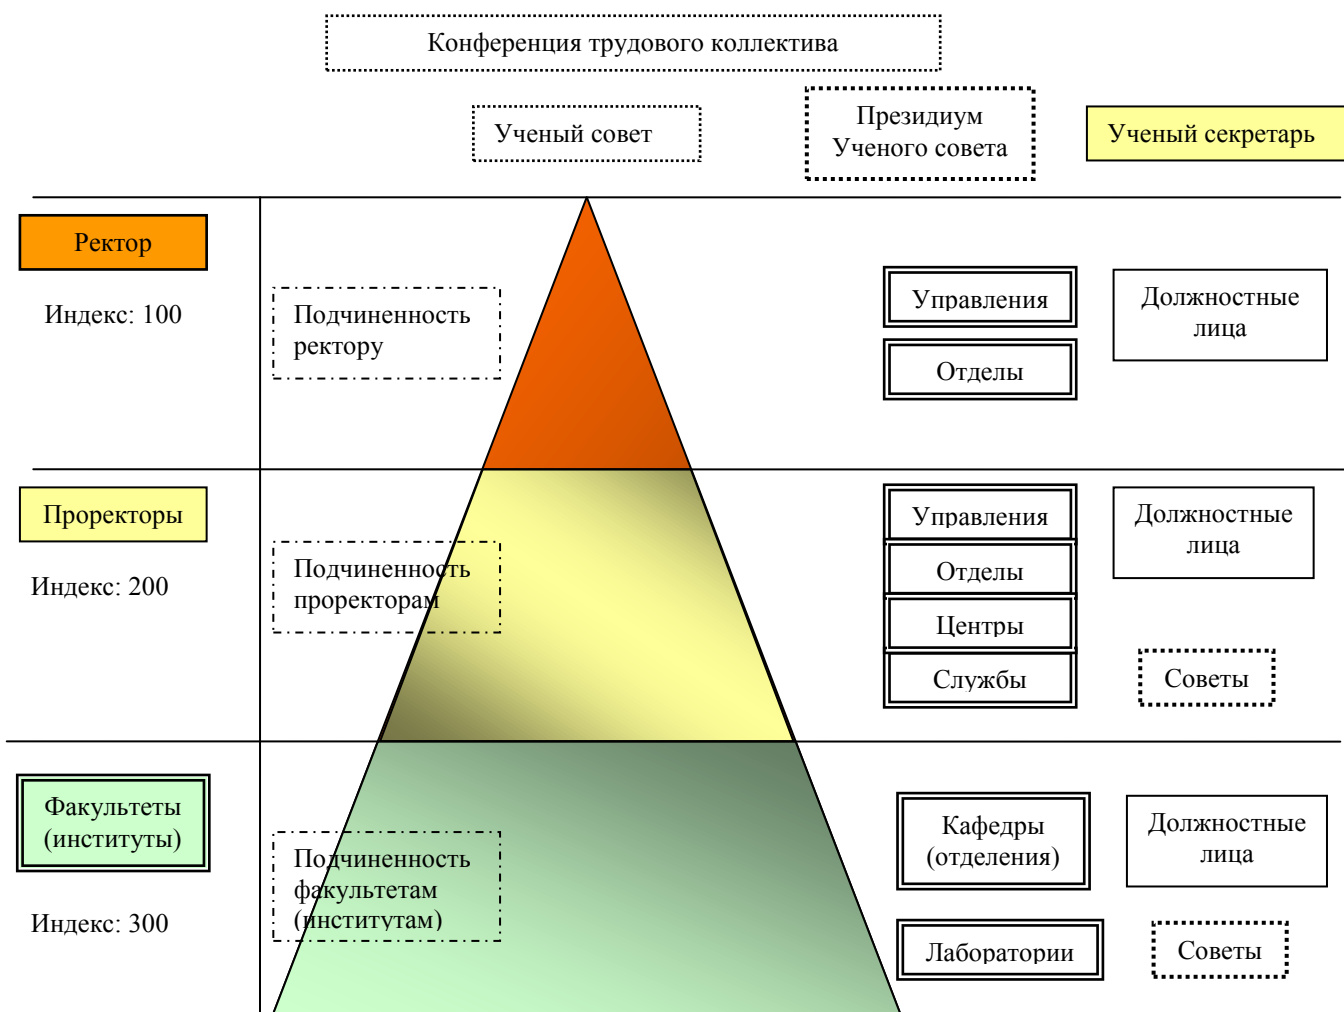 Конференция трудового коллектива
Ученый совет
Президиум
Ученого совета
Ученый секретарь
Ректор
Индекс: 100
Подчиненность
ректору
Управления
Отделы
Должностные
лица
Проректоры
Индекс: 200
Подчиненность
проректорам
Управления
Отделы
Центры
Службы
Должностные
лица
Советы
Факультеты
(институты)
Индекс: 300
Подчиненность
факультетам
(институтам)
Кафедры
(отделения)
Лаборатории
Должностные
лица
Советы